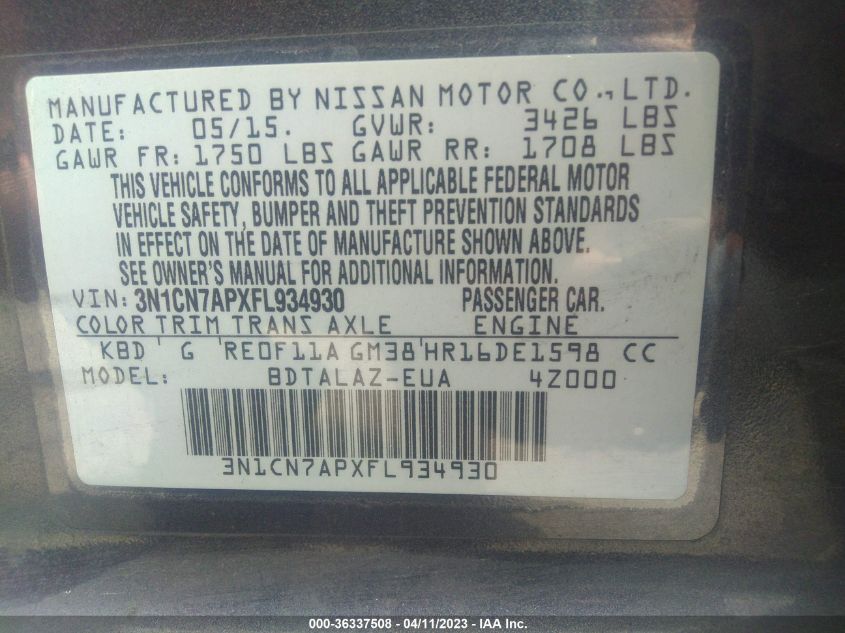 MANUFACTURED BY NISSAN MOTOR CO., LTD.
DATE: 05/15. GVWR: 3426 LBS
GAWR FR: 1750 LBS GAWR RR: 1708 LBS
THIS VEHICLE CONFORMS TO ALL APPLICABLE FEDERAL MOTOR
VEHICLE SAFETY, BUMPER AND THEFT PREVENTION STANDARDS
IN EFFECT ON THE DATE OF MANUFACTURE SHOWN ABOVE.
SEE OWNER'S MANUAL FOR ADDITIONAL INFORMATION.
VIN: 3N1CN7APXFL934930 PASSENGER CAR.
COLOR TRIM TRANS AXLE ENGINE
KBD G RE0F11A GM38 HR16DE1598 CC
MODEL: BDTALAZ-EUA 4Z000
3N1CN7APXFL934930
000-36337508 - 04/11/2023 - IAA Inc.